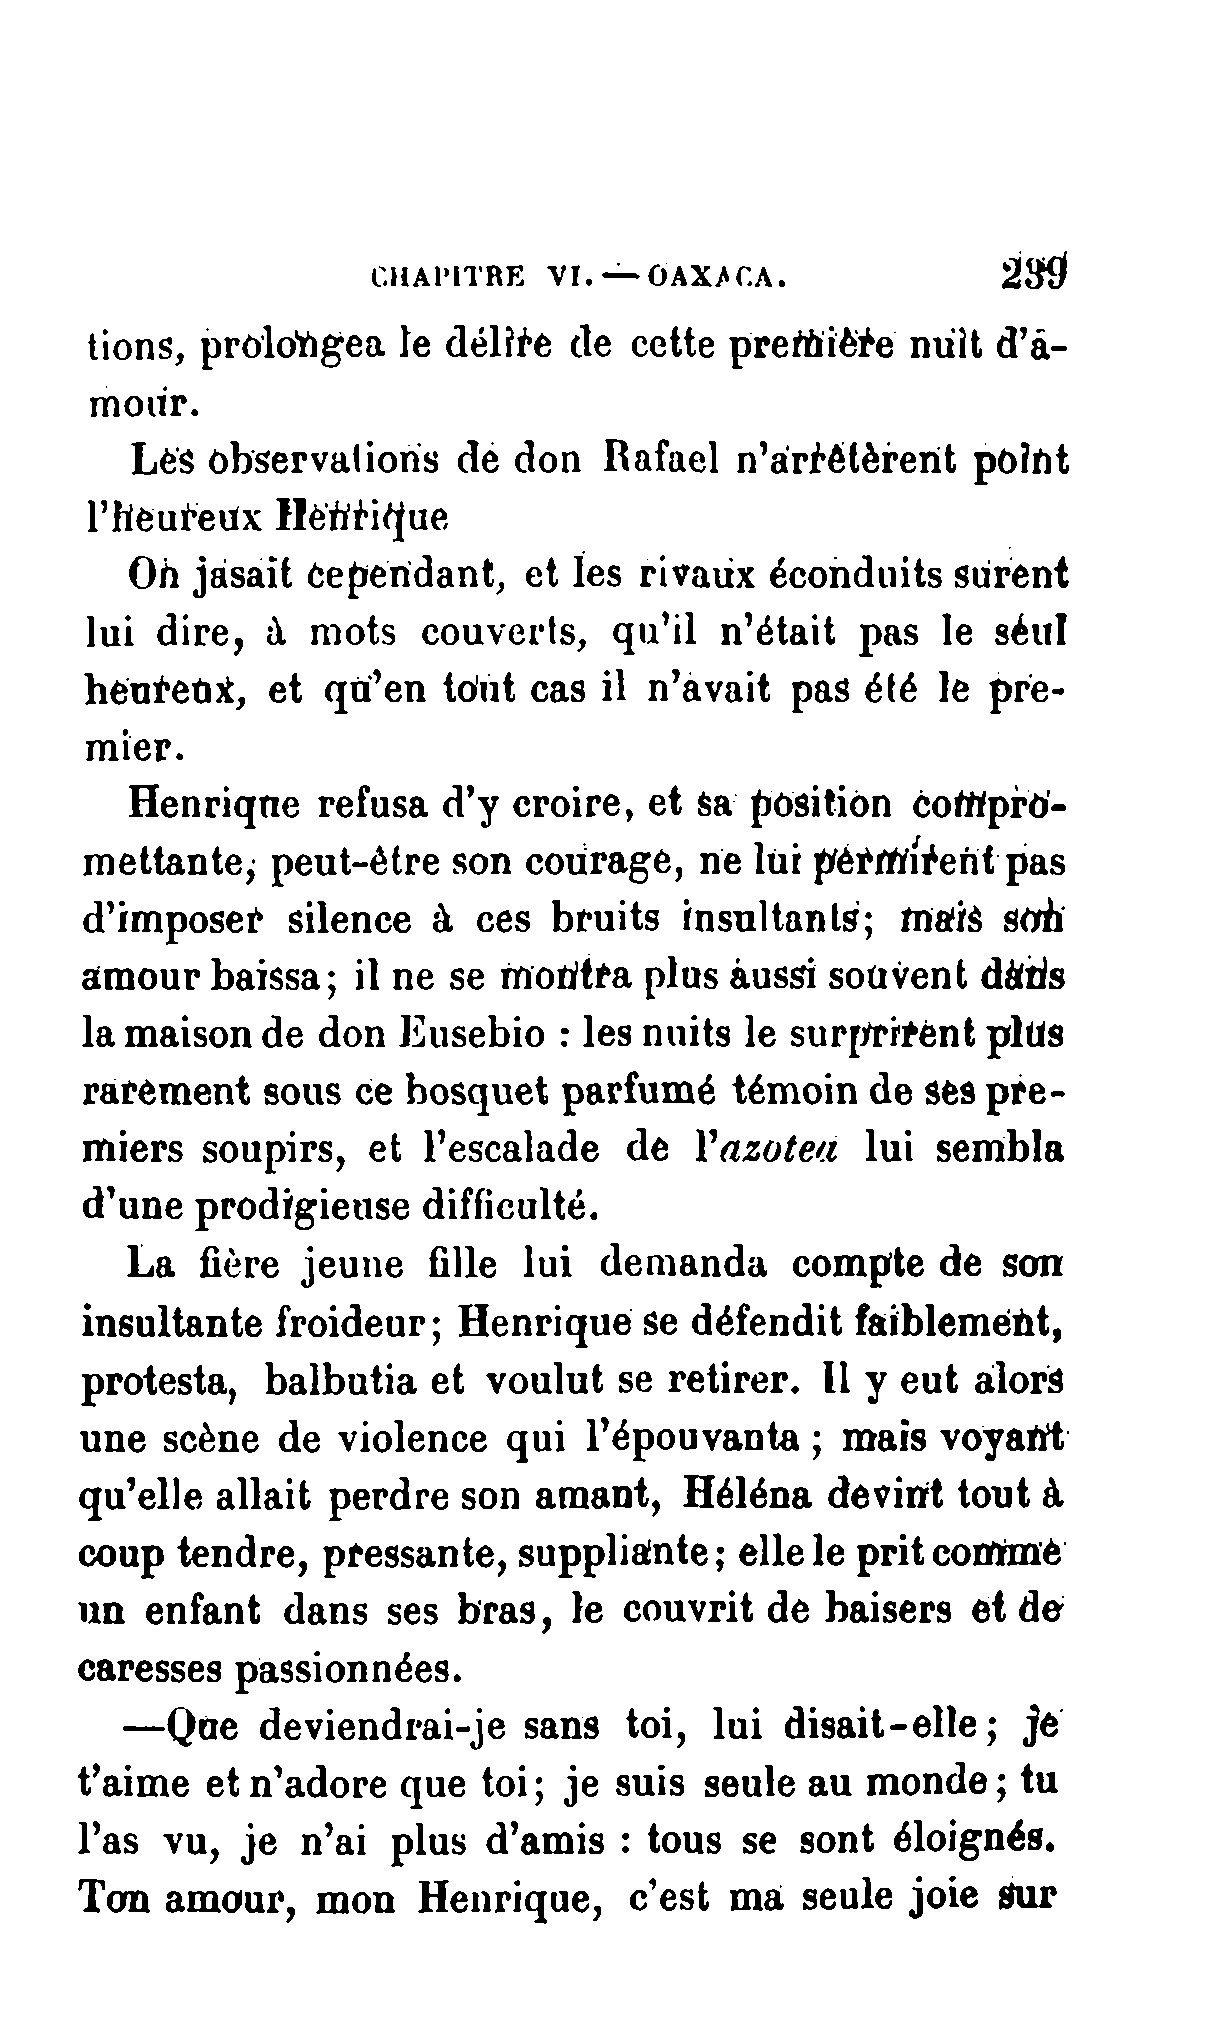 CHAPITRE VI. — OAXACA. 239
tions, prolongea le délire de cette première nuit d'a-
mour.
Les observations de don Rafael n'arrêtèrent point
l'heureux Henrique
On jasait cependant, et les rivaux éconduits surent
lui dire, à mots couverts, qu'il n'était pas le seul
heureux, et qu'en tout cas il n'avait pas été le pre-
mier.
Henrique refusa d'y croire, et sa position compro-
mettante, peut-être son courage, ne lui permirent pas
d'imposer silence à ces bruits insultants; mais son
amour baissa; il ne se montra plus aussi souvent dans
la maison de don Eusebio : les nuits le surprirent plus
rarement sous ce bosquet parfumé témoin de ses pre-
miers soupirs, et l'escalade de l'azotea lui sembla
d'une prodigieuse difficulté.
La fière jeune fille lui demanda compte de son
insultante froideur; Henrique se défendit faiblement,
protesta, balbutia et voulut se retirer. Il y eut alors
une scène de violence qui l'épouvanta ; mais voyant
qu'elle allait perdre son amant, Héléna devint tout à
coup tendre, pressante, suppliante; elle le prit comme
un enfant dans ses bras, le couvrit de baisers et de
caresses passionnées.
—Que deviendrai-je sans toi, lui disait-elle; je
t'aime et n'adore que toi; je suis seule au monde; tu
l'as vu, je n'ai plus d'amis : tous se sont éloignés.
Ton amour, mon Henrique, c'est ma seule joie sur